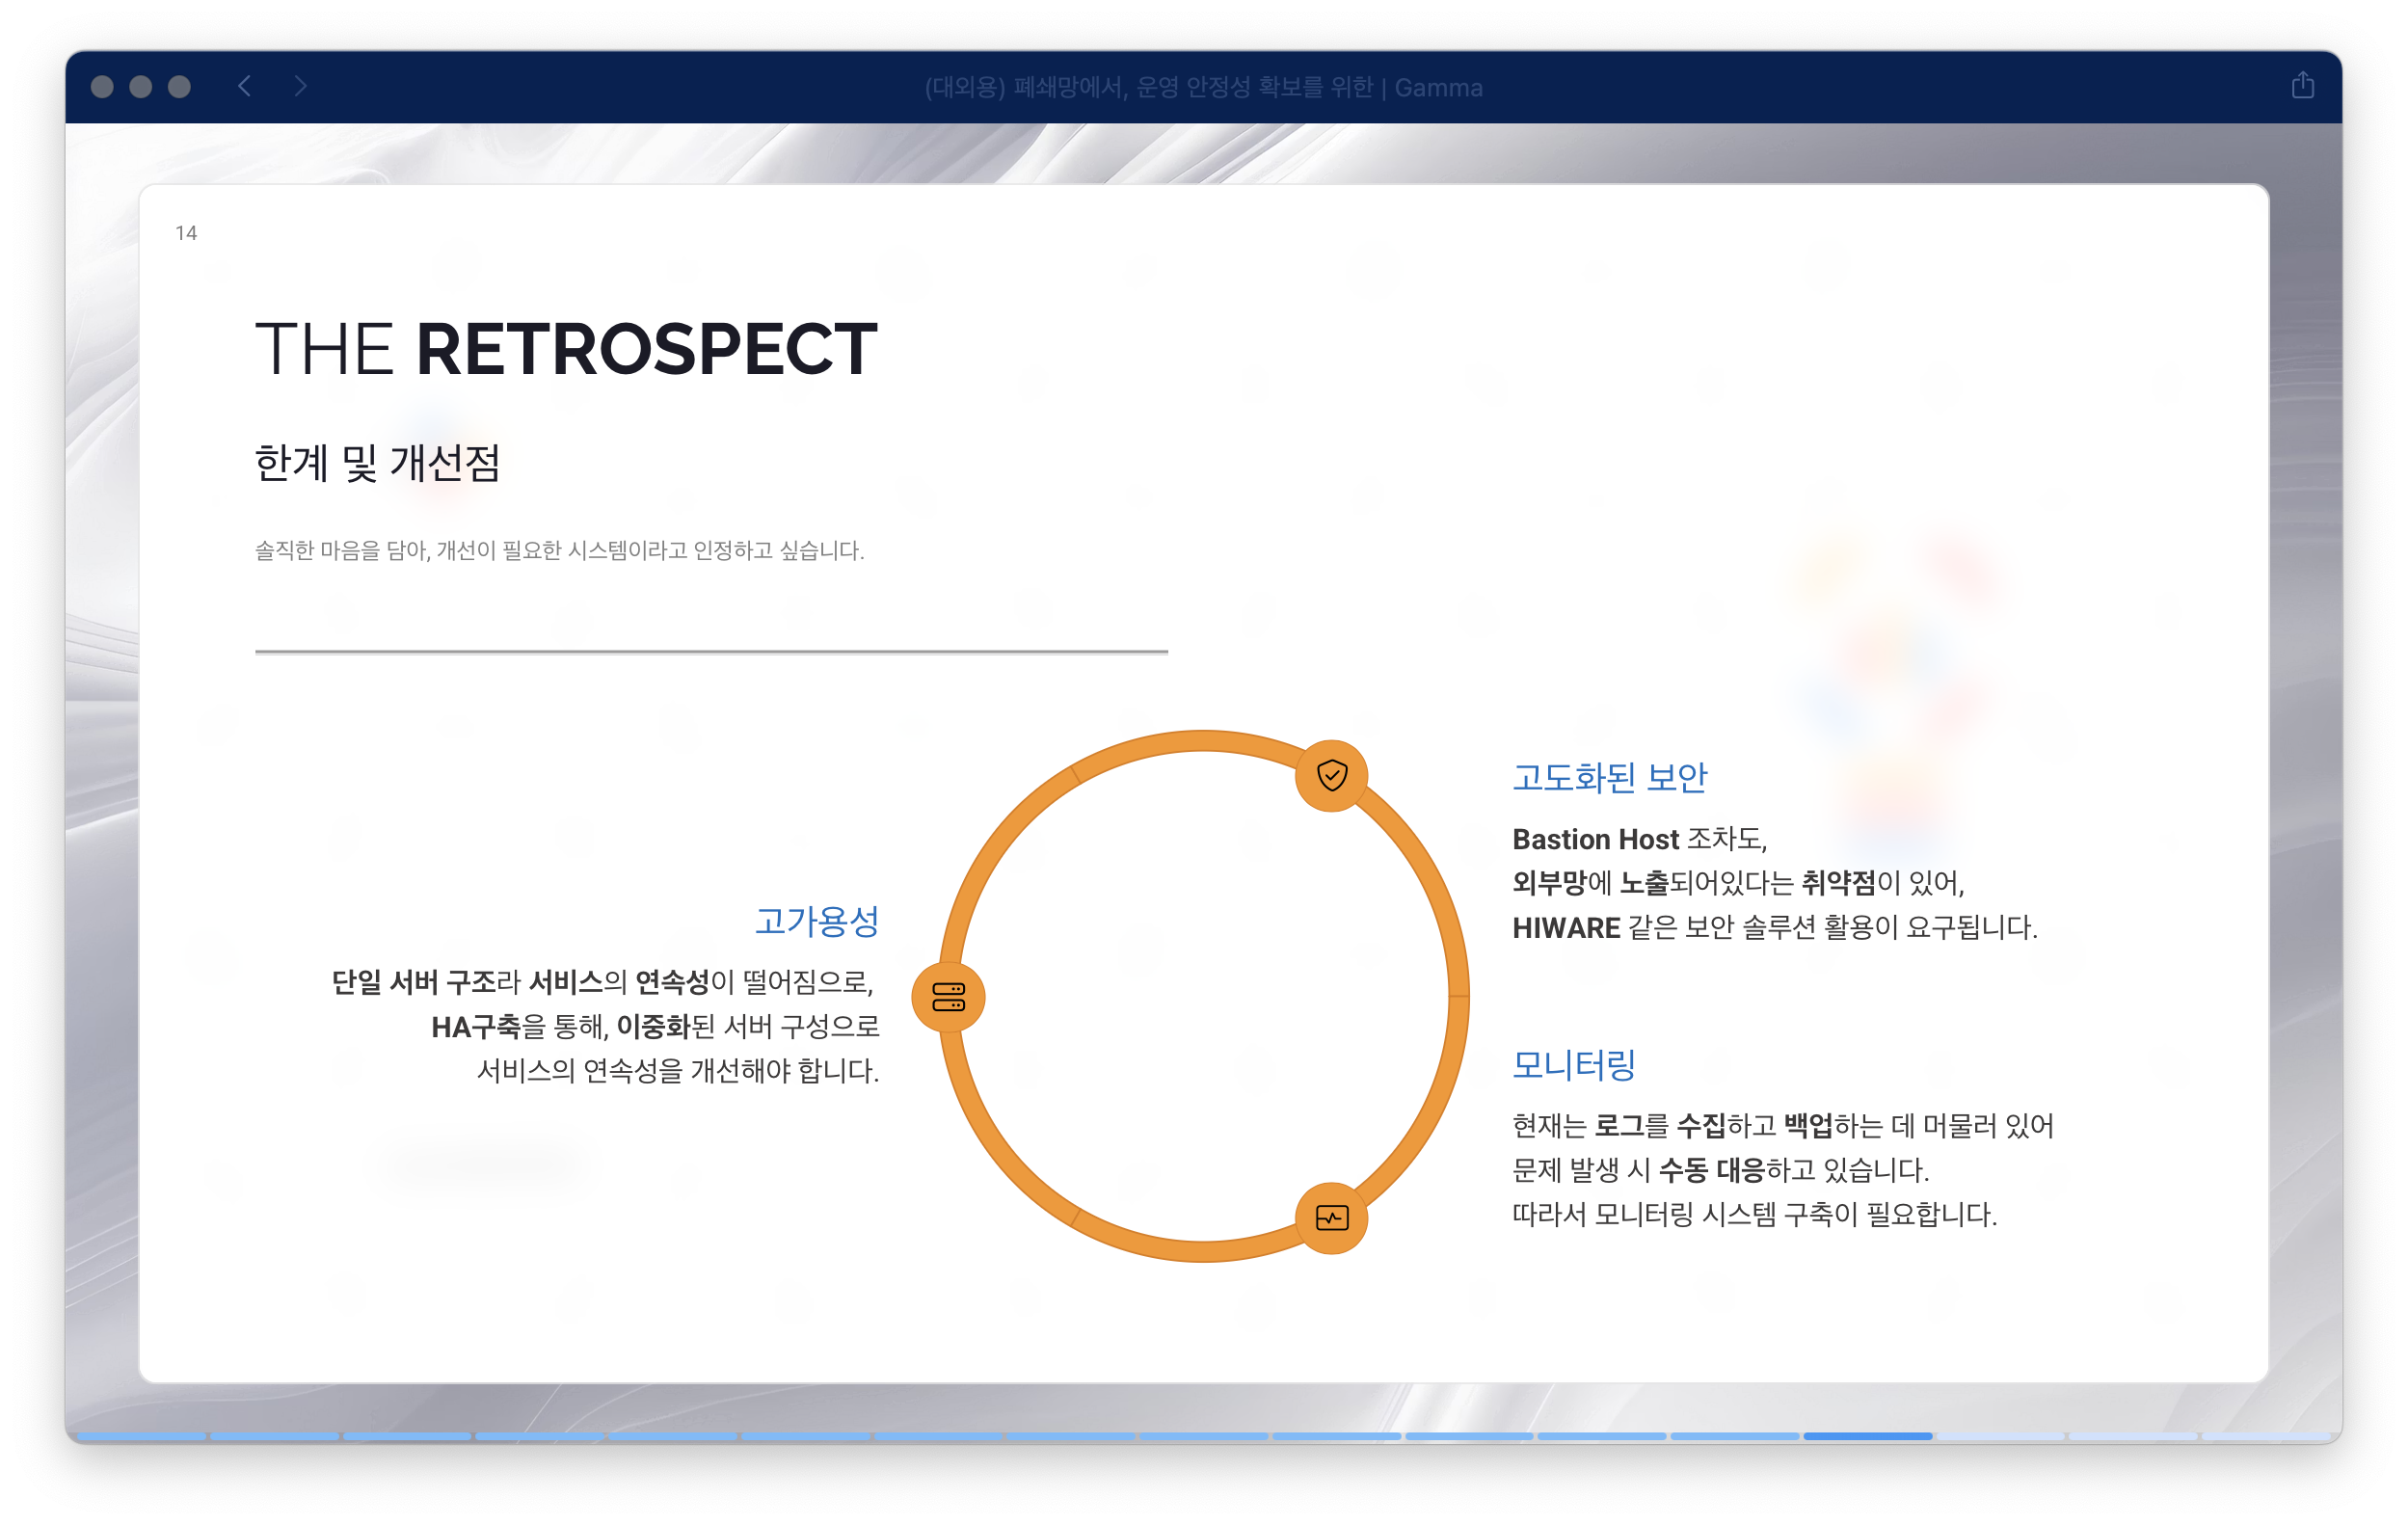 (대외용) 폐쇄망에서, 운영 안정성 확보를 위한 | Gamma
14
THE RETROSPECT
한계 및 개선점
솔직한 마음을 담아, 개선이 필요한 시스템이라고 인정하고 싶습니다.
고가용성
단일 서버 구조라 서비스의 연속성이 떨어짐으로,
HA구축을 통해, 이중화된 서버 구성으로
서비스의 연속성을 개선해야 합니다.
고도화된 보안
Bastion Host 조차도,
외부망에 노출되어있다는 취약점이 있어,
HIWARE 같은 보안 솔루션 활용이 요구됩니다.
모니터링
현재는 로그를 수집하고 백업하는 데 머물러 있어
문제 발생 시 수동 대응하고 있습니다.
따라서 모니터링 시스템 구축이 필요합니다.